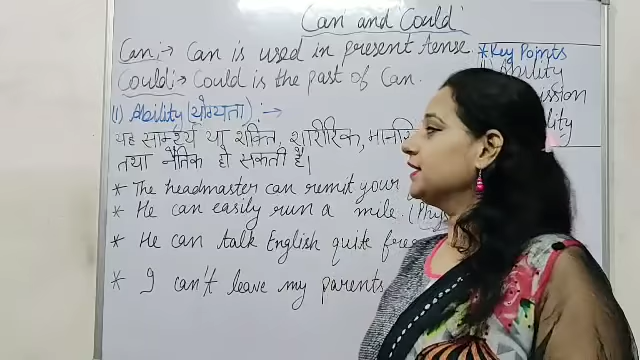 Can and Could
Can:→ Can is used in present tense.
Could:→ Could is the past of Can.
*Key Points
(1) Ability
(1) Ability (योग्यता) :→
यह सामर्थ्य या शक्ति, शारीरिक,
तथा नैतिक हो सकती है।
* The headmaster can remit your
* He can easily run a mile.
* He can talk English quite
* I can't leave my parents